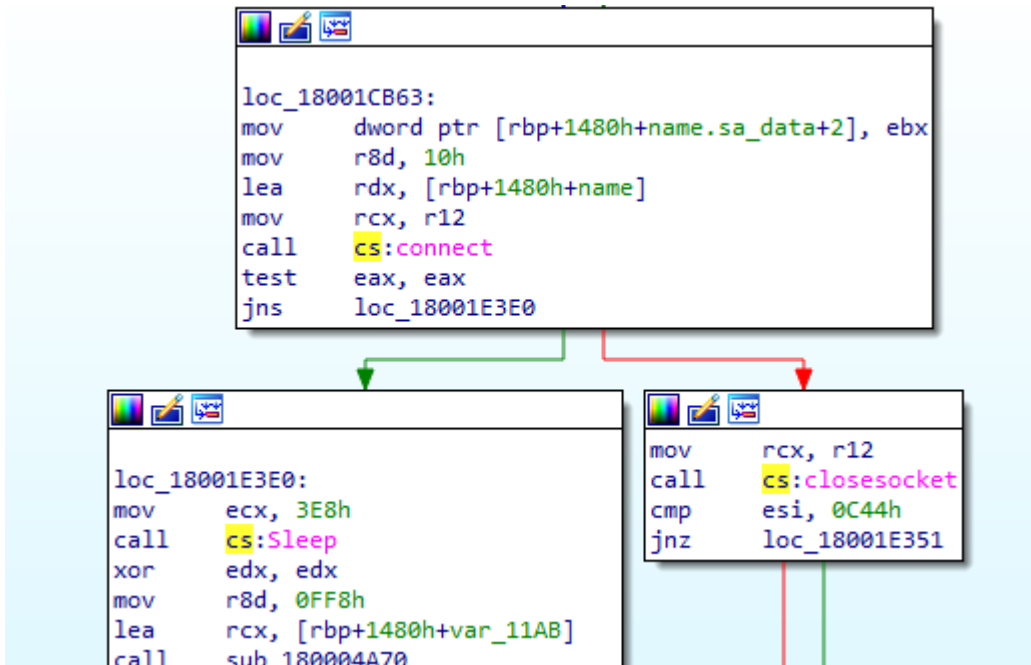 loc_18001CB63:
mov dword ptr [rbp+1480h+name.sa_data+2], ebx
mov r8d, 10h
lea rdx, [rbp+1480h+name]
mov rcx, r12
call cs:connect
test eax, eax
jns loc_18001E3E0
loc_18001E3E0:
mov ecx, 3E8h
call cs:Sleep
xor edx, edx
mov r8d, 0FF8h
lea rcx, [rbp+1480h+var_11AB]
call sub_180004A70
mov rcx, r12
call cs:closesocket
cmp esi, 0C44h
jnz loc_18001E351